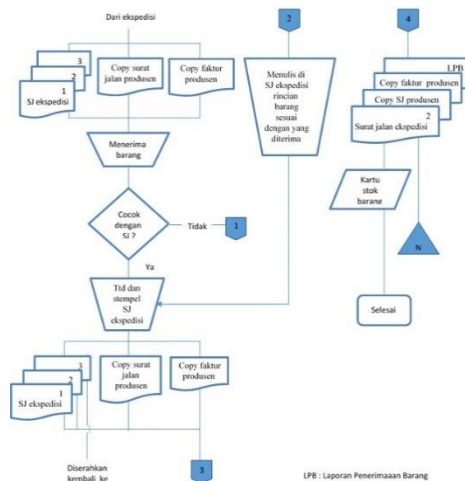 Dari ekspedisi
3
2
1
SJ ekspedisi
Copy surat
jalan produsen
Copy faktur
produsen
Menerima
barang
Cocok
dengan
SJ ?
Tidak
1
Ya
Ttd dan
stempel
SJ
ekspedisi
3
2
1
SJ ekspedisi
Copy surat
jalan
produsen
Copy faktur
produsen
Diserahkan
kembali ke
3
2
Menulis di
SJ ekspedisi
rincian
barang
sesuai
dengan yang
diterima
4
LPB
Copy faktur produsen
Copy SJ produsen
2
Surat jalan ekspedisi
Kartu
stok
barang
N
Selesai
LPB : Laporan Penerimaaan Barang